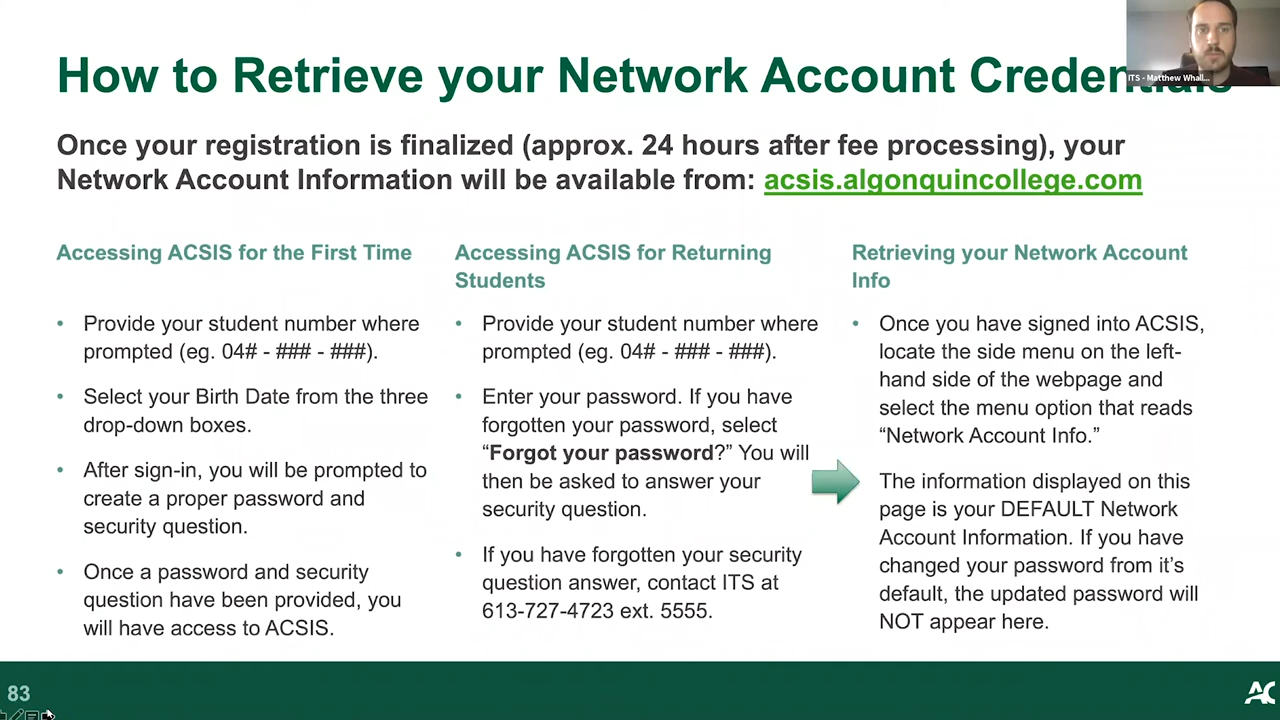 How to Retrieve your Network Account Credentials
ITS - Matthew Whall...
Once your registration is finalized (approx. 24 hours after fee processing), your
Network Account Information will be available from: acsis.algonquincollege.com
Accessing ACSIS for the First Time
• Provide your student number where
prompted (eg. 04# - ### - ###).
• Select your Birth Date from the three
drop-down boxes.
• After sign-in, you will be prompted to
create a proper password and
security question.
• Once a password and security
question have been provided, you
will have access to ACSIS.
Accessing ACSIS for Returning
Students
• Provide your student number where
prompted (eg. 04# - ### - ###).
• Enter your password. If you have
forgotten your password, select
“Forgot your password?” You will
then be asked to answer your
security question.
• If you have forgotten your security
question answer, contact ITS at
613-727-4723 ext. 5555.
Retrieving your Network Account
Info
• Once you have signed into ACSIS,
locate the side menu on the left-
hand side of the webpage and
select the menu option that reads
“Network Account Info.”
The information displayed on this
page is your DEFAULT Network
Account Information. If you have
changed your password from it’s
default, the updated password will
NOT appear here.
83
AC